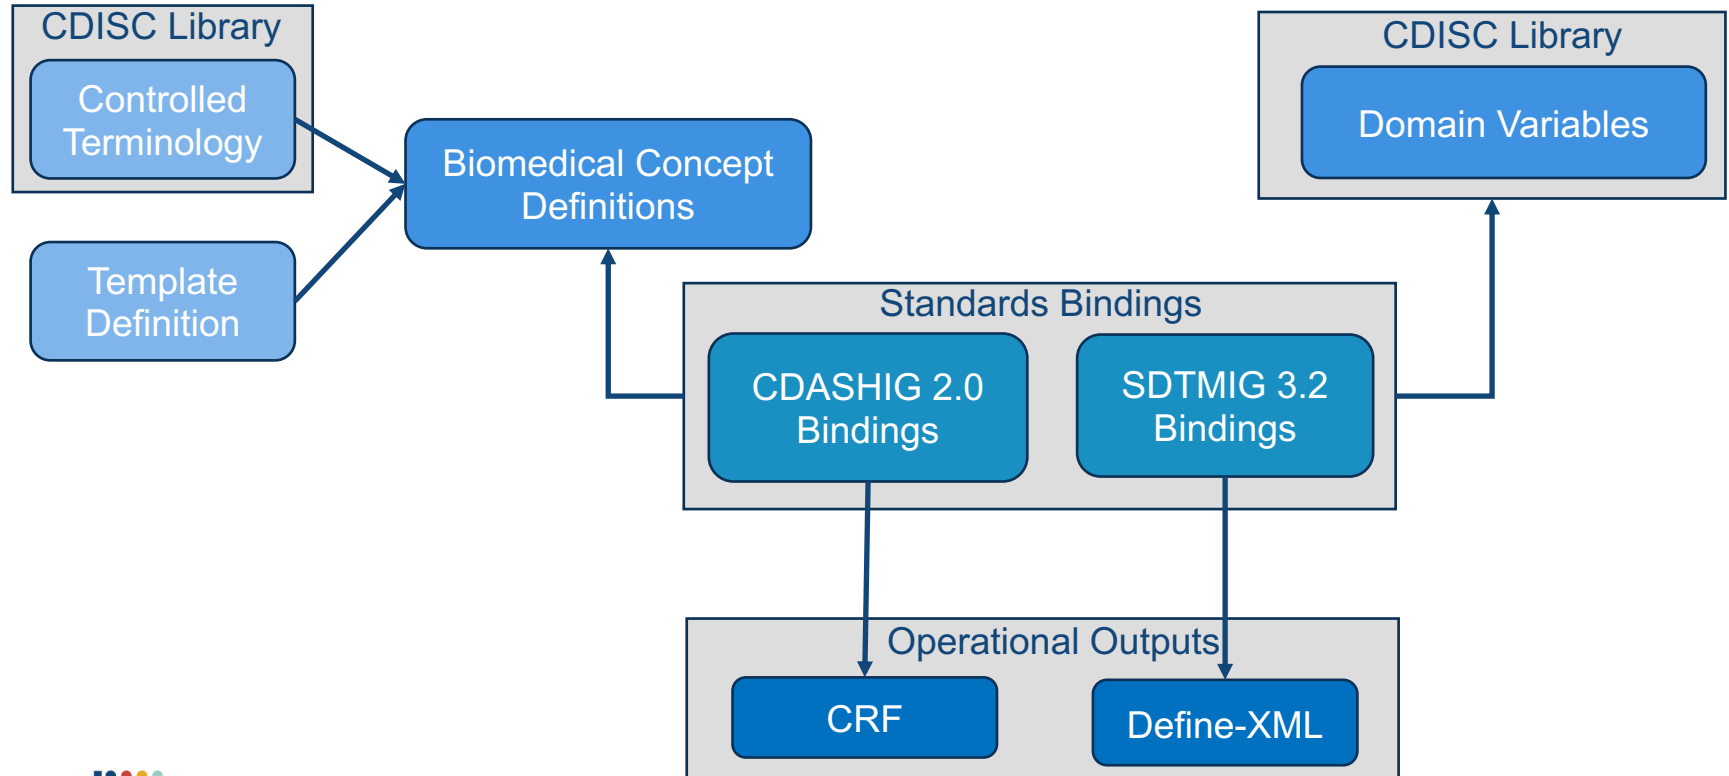 CDISC Library
Controlled
Terminology
Template
Definition
Biomedical Concept
Definitions
CDISC Library
Domain Variables
Standards Bindings
CDASHIG 2.0
Bindings
SDTMIG 3.2
Bindings
Operational Outputs
CRF
Define-XML